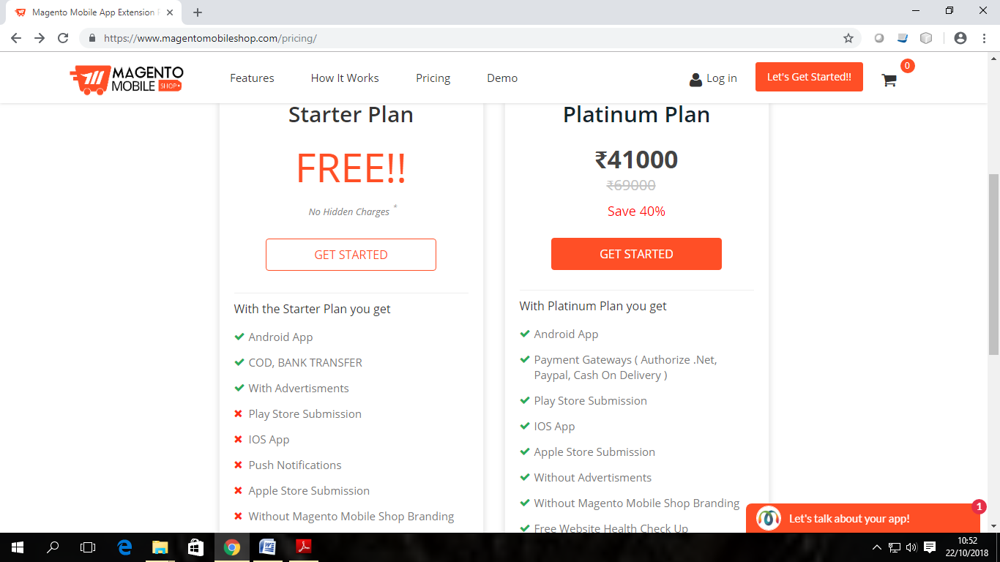 Magento Mobile App Extension
https://www.magentomobileshop.com/pricing/
MAGENTO
MOBILE SHOP+
Features
How It Works
Pricing
Demo
Log in
Let's Get Started!!
0
Starter Plan
FREE!!
No Hidden Charges *
GET STARTED
With the Starter Plan you get
Android App
COD, BANK TRANSFER
With Advertisments
Play Store Submission
IOS App
Push Notifications
Apple Store Submission
Without Magento Mobile Shop Branding
Platinum Plan
₹41000
₹69000
Save 40%
GET STARTED
With Platinum Plan you get
Android App
Payment Gateways ( Authorize .Net,
Paypal, Cash On Delivery )
Play Store Submission
IOS App
Apple Store Submission
Without Advertisments
Without Magento Mobile Shop Branding
Free Website Health Check Up
Let's talk about your app!
1
10:52
22/10/2018